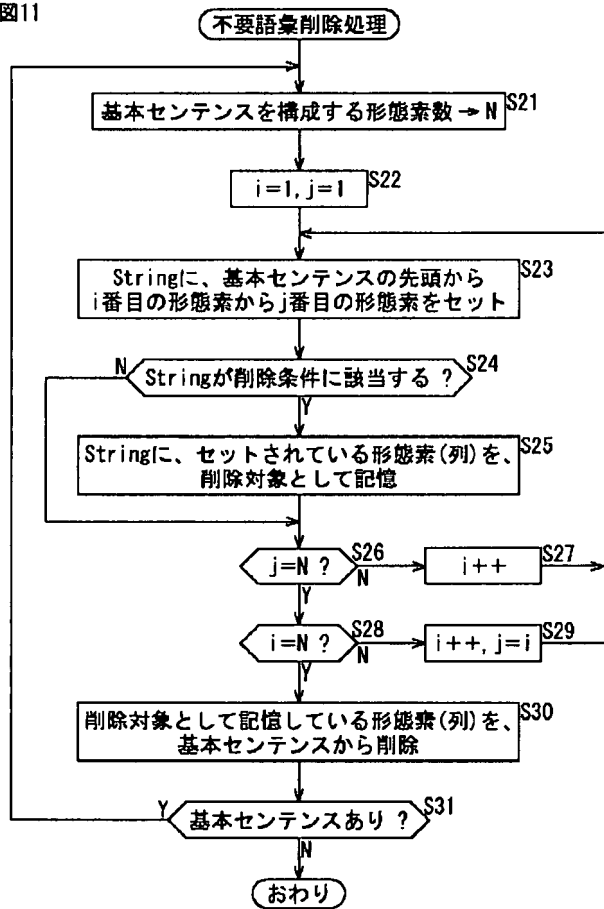 図11
不要語彙削除処理
基本センテンスを構成する形態素数→N
S21
i=1, j=1
S22
Stringに、基本センテンスの先頭から
i番目の形態素からj番目の形態素をセット
S23
Stringが削除条件に該当する ?
S24
N
Y
Stringに、セットされている形態素(列)を、
削除対象として記憶
S25
j=N ?
S26
N
Y
i++
S27
i=N ?
S28
N
Y
i++, j=i
S29
削除対象として記憶している形態素(列)を、
基本センテンスから削除
S30
基本センテンスあり ?
S31
Y
N
おわり